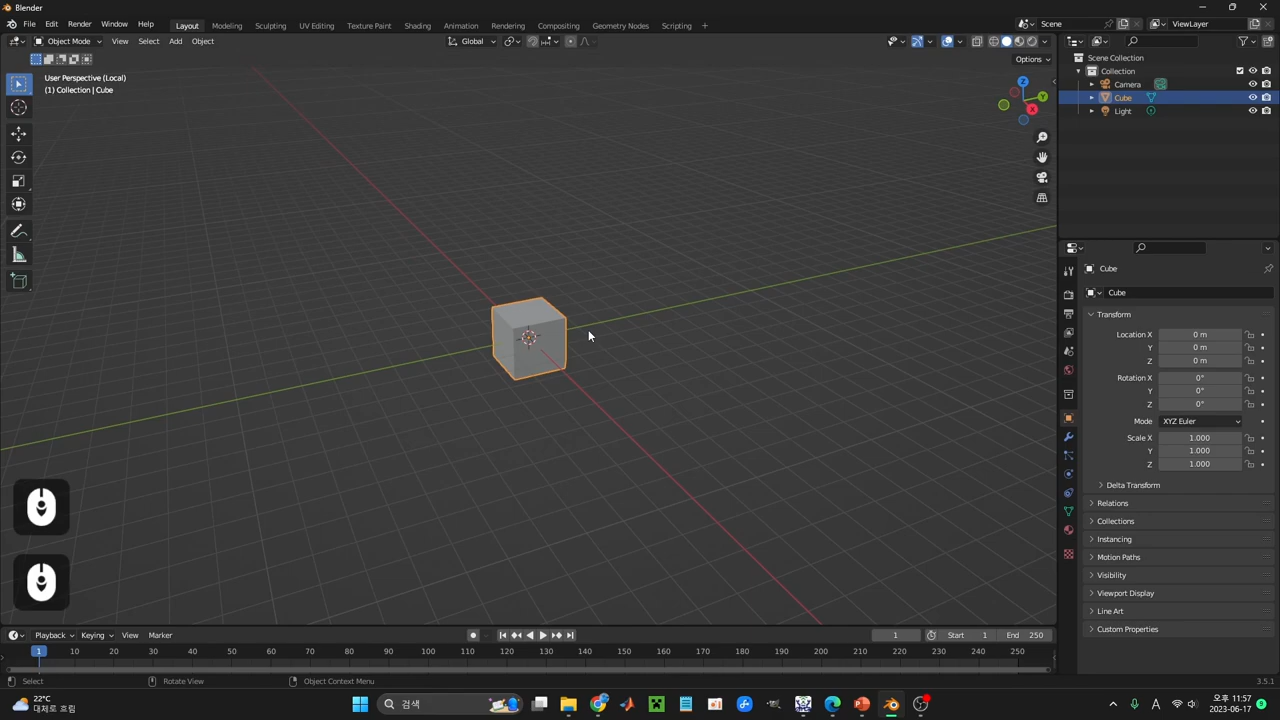 Blender
File Edit Render Window Help Layout Modeling Sculpting UV Editing Texture Paint Shading Animation Rendering Compositing Geometry Nodes Scripting + Scene ViewLayer
Object Mode View Select Add Object Global
Options
User Perspective (Local)
(1) Collection | Cube
Z
Y
X
Scene Collection
Collection
Camera
Cube
Light
Cube
Cube
Transform
Location X 0 m
Y 0 m
Z 0 m
Rotation X 0°
Y 0°
Z 0°
Mode XYZ Euler
Scale X 1.000
Y 1.000
Z 1.000
Delta Transform
Relations
Collections
Instancing
Motion Paths
Visibility
Viewport Display
Line Art
Custom Properties
Playback Keying View Marker 1 Start 1 End 250
1 10 20 30 40 50 60 70 80 90 100 110 120 130 140 150 160 170 180 190 200 210 220 230 240 250
Select Rotate View Object Context Menu 3.5.1
22°C
대체로 흐림
검색
A
오후 11:57
2023-06-17